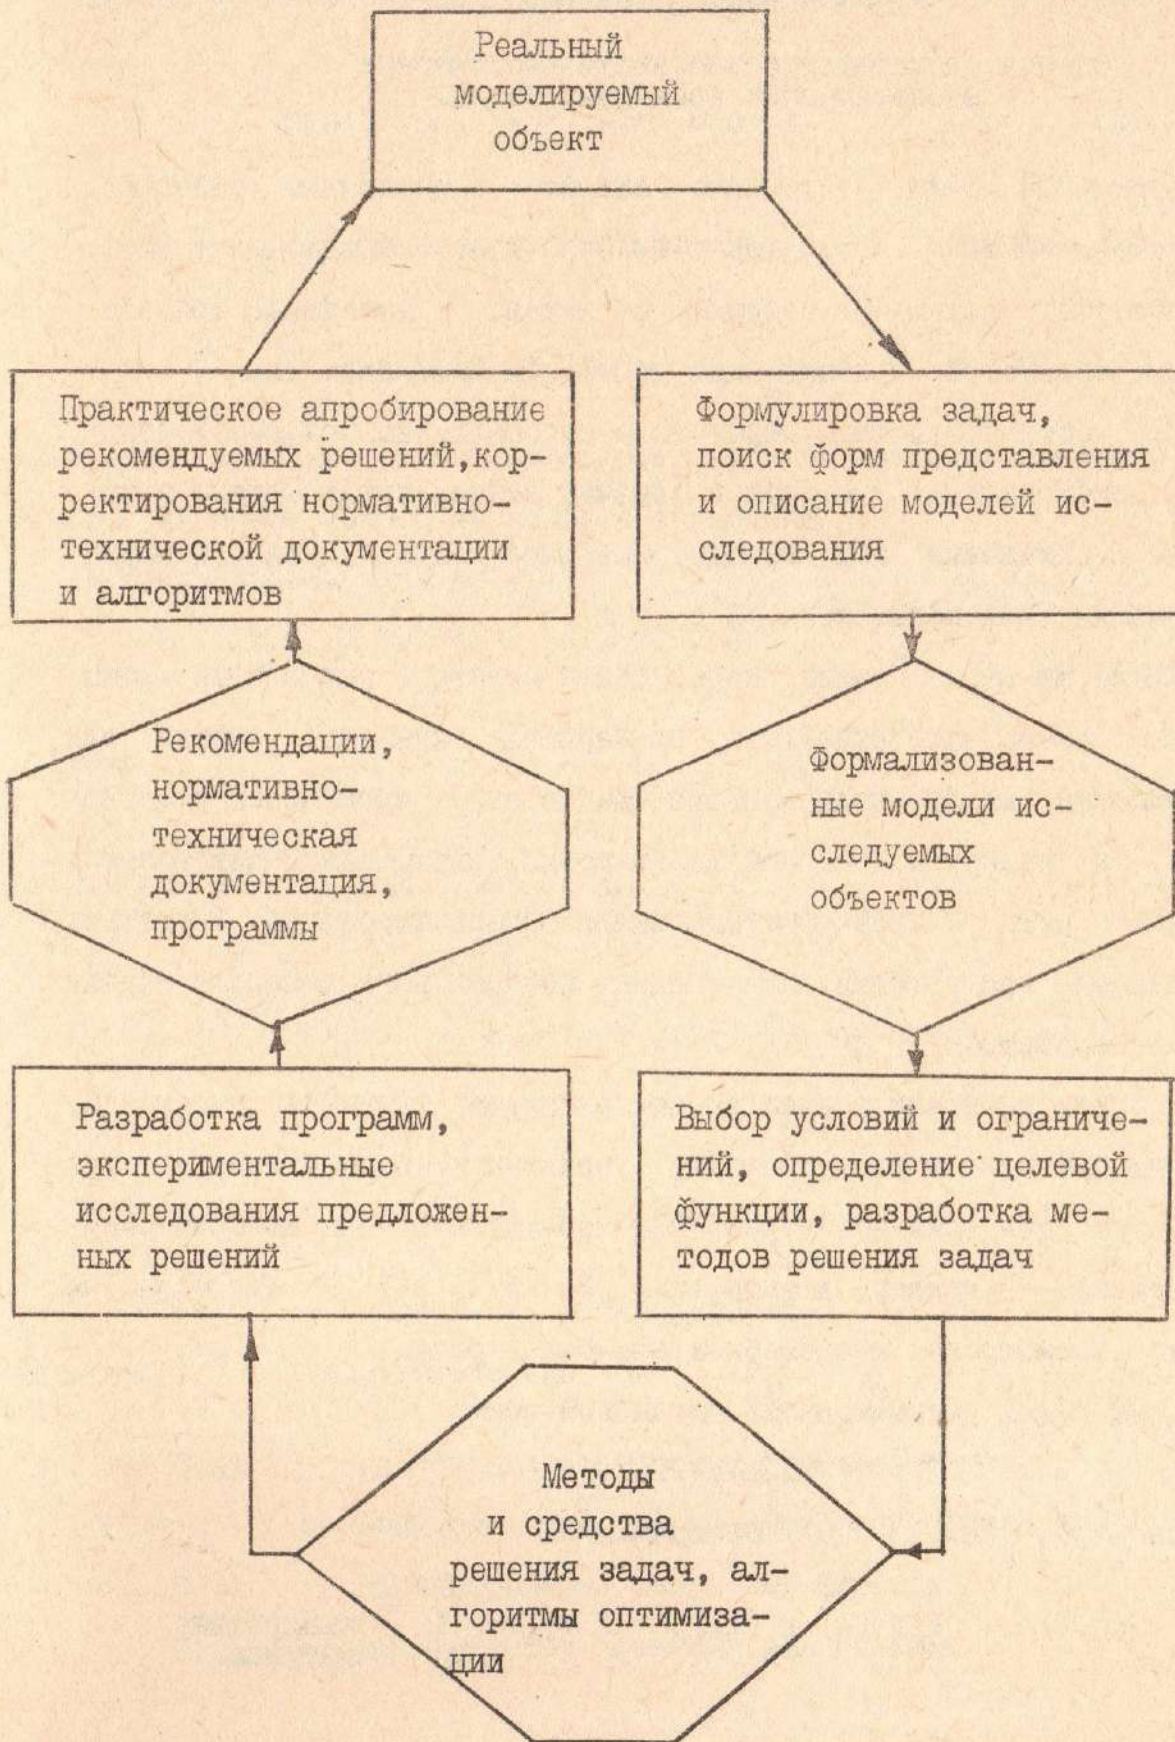 Реальный
моделируемый
объект
Практическое апробирование
рекомендуемых решений,кор-
ректирования нормативно-
технической документации
и алгоритмов
Формулировка задач,
поиск форм представления
и описание моделей ис-
следования
Рекомендации,
нормативно-
техническая
документация,
программы
Формализован-
ные модели ис-
следуемых
объектов
Разработка программ,
экспериментальные
исследования предложен-
ных решений
Выбор условий и ограниче-
ний, определение целевой
функции, разработка ме-
тодов решения задач
Методы
и средства
решения задач, ал-
горитмы оптимиза-
ции